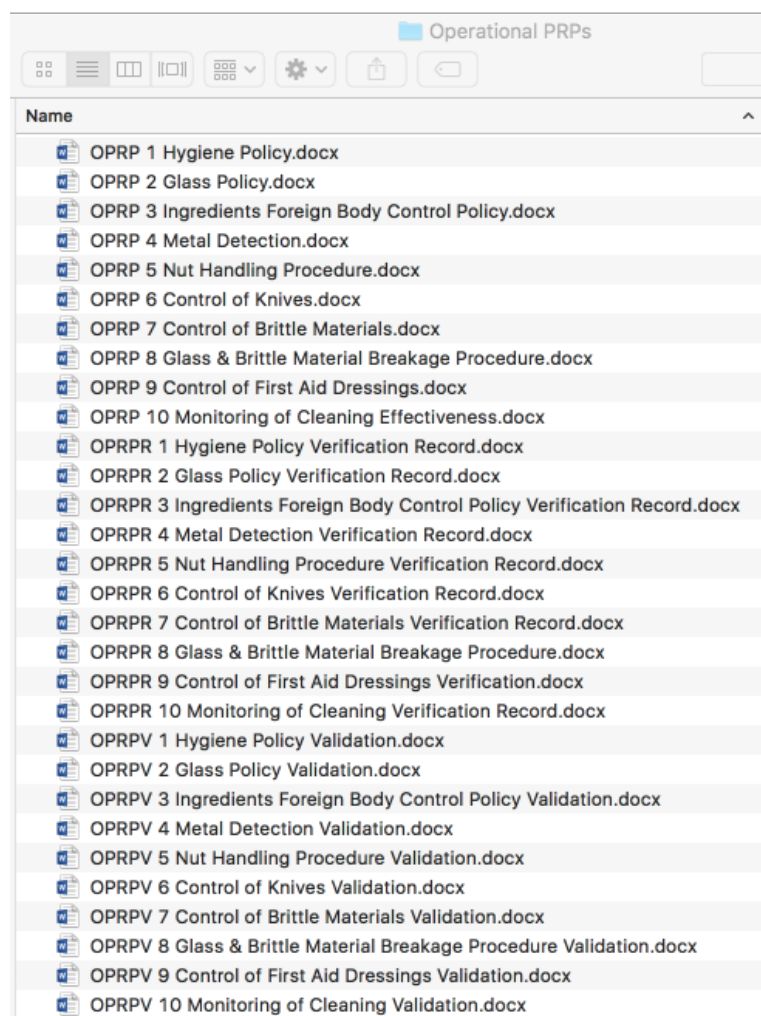 Operational PRPs
Name
OPRP 1 Hygiene Policy.docx
OPRP 2 Glass Policy.docx
OPRP 3 Ingredients Foreign Body Control Policy.docx
OPRP 4 Metal Detection.docx
OPRP 5 Nut Handling Procedure.docx
OPRP 6 Control of Knives.docx
OPRP 7 Control of Brittle Materials.docx
OPRP 8 Glass & Brittle Material Breakage Procedure.docx
OPRP 9 Control of First Aid Dressings.docx
OPRP 10 Monitoring of Cleaning Effectiveness.docx
OPRPR 1 Hygiene Policy Verification Record.docx
OPRPR 2 Glass Policy Verification Record.docx
OPRPR 3 Ingredients Foreign Body Control Policy Verification Record.docx
OPRPR 4 Metal Detection Verification Record.docx
OPRPR 5 Nut Handling Procedure Verification Record.docx
OPRPR 6 Control of Knives Verification Record.docx
OPRPR 7 Control of Brittle Materials Verification Record.docx
OPRPR 8 Glass & Brittle Material Breakage Procedure.docx
OPRPR 9 Control of First Aid Dressings Verification.docx
OPRPR 10 Monitoring of Cleaning Verification Record.docx
OPRPV 1 Hygiene Policy Validation.docx
OPRPV 2 Glass Policy Validation.docx
OPRPV 3 Ingredients Foreign Body Control Policy Validation.docx
OPRPV 4 Metal Detection Validation.docx
OPRPV 5 Nut Handling Procedure Validation.docx
OPRPV 6 Control of Knives Validation.docx
OPRPV 7 Control of Brittle Materials Validation.docx
OPRPV 8 Glass & Brittle Material Breakage Procedure Validation.docx
OPRPV 9 Control of First Aid Dressings Validation.docx
OPRPV 10 Monitoring of Cleaning Validation.docx